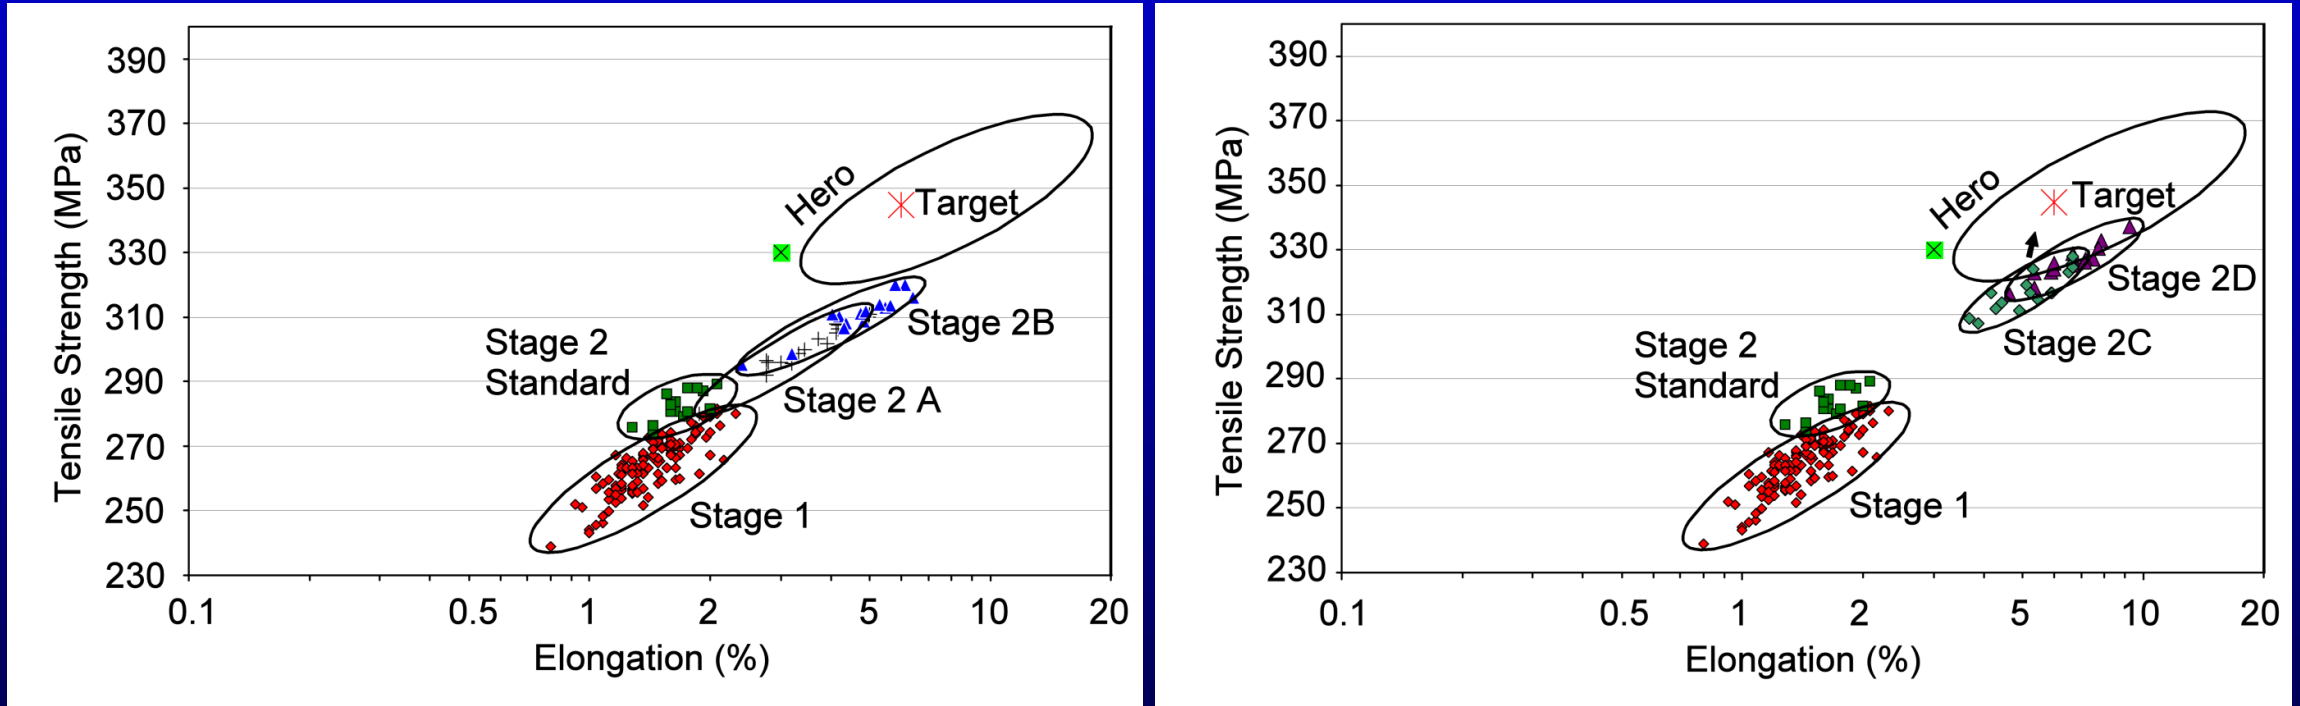 390
370
350
330
310
290
270
250
230
Tensile Strength (MPa)
Hero
Target
Stage 2B
Stage 2
Standard
Stage 2 A
Stage 1
0.1 0.5 1 2 5 10 20
Elongation (%)
390
370
350
330
310
290
270
250
230
Tensile Strength (MPa)
Hero
Target
Stage 2D
Stage 2C
Stage 2
Standard
Stage 1
0.1 0.5 1 2 5 10 20
Elongation (%)